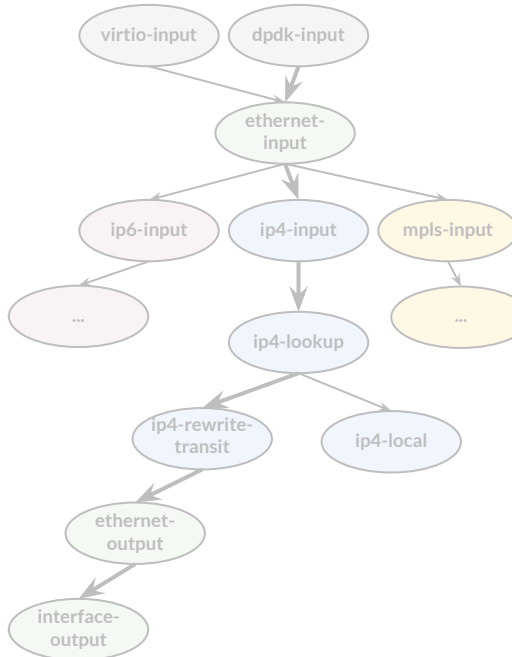 virtio-input
dpdk-input
ethernet-
input
ip6-input
ip4-input
mpls-input
...
...
ip4-lookup
ip4-rewrite-
transit
ip4-local
ethernet-
output
interface-
output